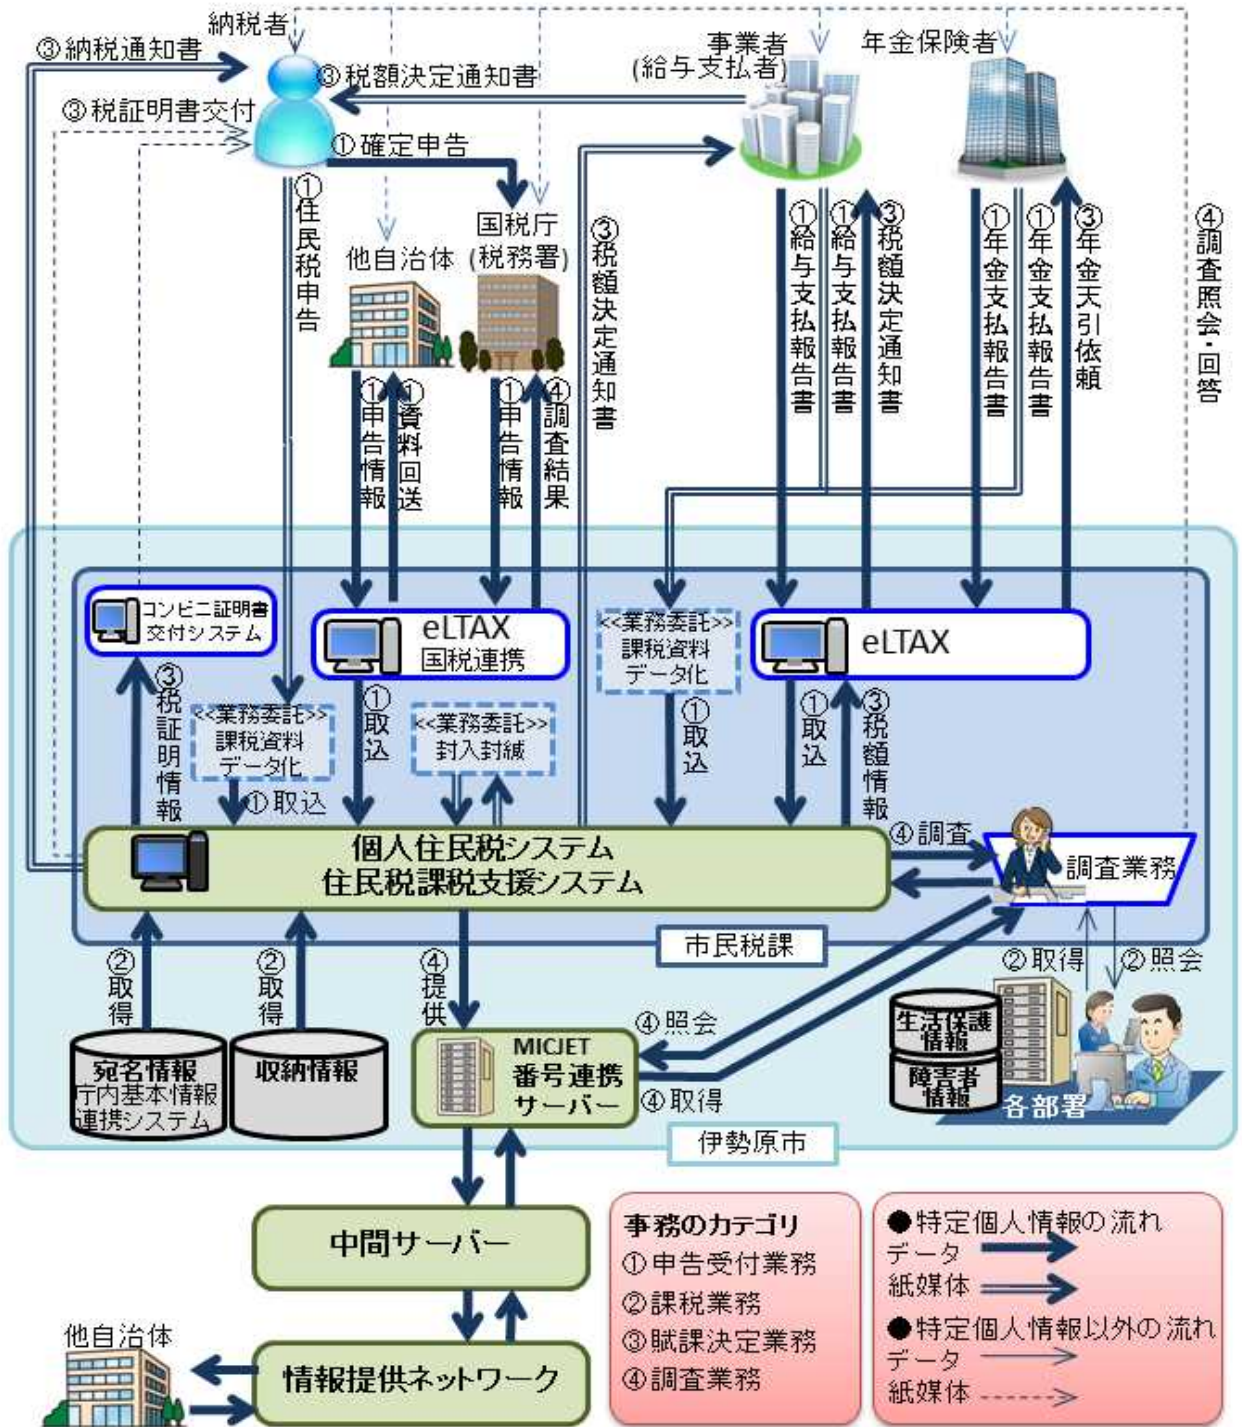 納税者
事業者
(給与支払者)
年金保険者
③納税通知書
③税額決定通知書
③税証明書交付
①確定申告
①住民税申告
他自治体
国税庁
(税務署)
③税額決定通知書
①給与支払報告書
①給与支払報告書
③税額決定通知書
①年金支払報告書
①年金支払報告書
③年金天引依頼
④調査照会・回答
①申告情報
①資料回送
①申告情報
④調査結果
コンビニ証明書
交付システム
eLTAX
国税連携
<<業務委託>>
課税資料
データ化
eLTAX
③税証明情報
<<業務委託>>
課税資料
データ化
①取込
①取込
<<業務委託>>
封入封緘
①取込
①取込
③税額情報
個人住民税システム
住民税課税支援システム
④調査
調査業務
市民税課
②取得
②取得
④提供
②取得
②照会
宛名情報
庁内基本情報
連携システム
収納情報
MICJET
番号連携
サーバー
④照会
④取得
生活保護
情報
障害者
情報
各部署
伊勢原市
中間サーバー
情報提供ネットワーク
他自治体
事務のカテゴリ
①申告受付業務
②課税業務
③賦課決定業務
④調査業務
●特定個人情報の流れ
データ
紙媒体
●特定個人情報以外の流れ
データ
紙媒体